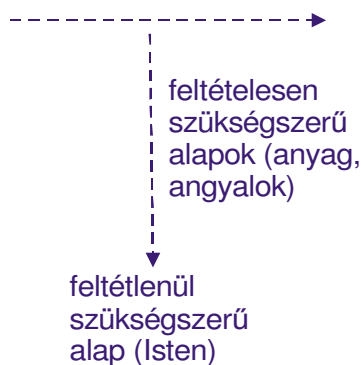 feltételesen
szükségszerű
alapok (anyag,
angyalok)
feltétlenül
szükségszerű
alap (Isten)